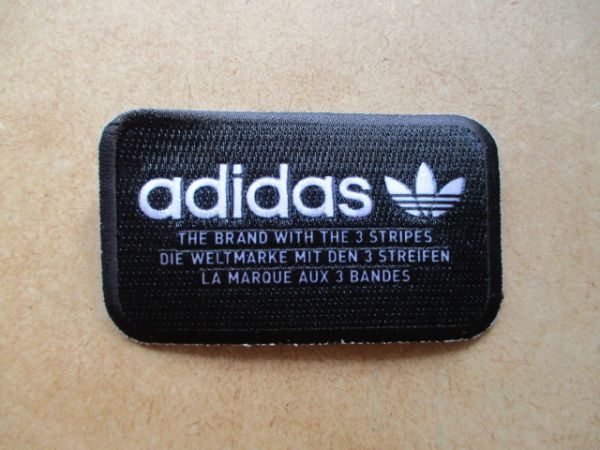 adidas
THE BRAND WITH THE 3 STRIPES
DIE WELTMARKE MIT DEN 3 STREIFEN
LA MARQUE AUX 3 BANDES